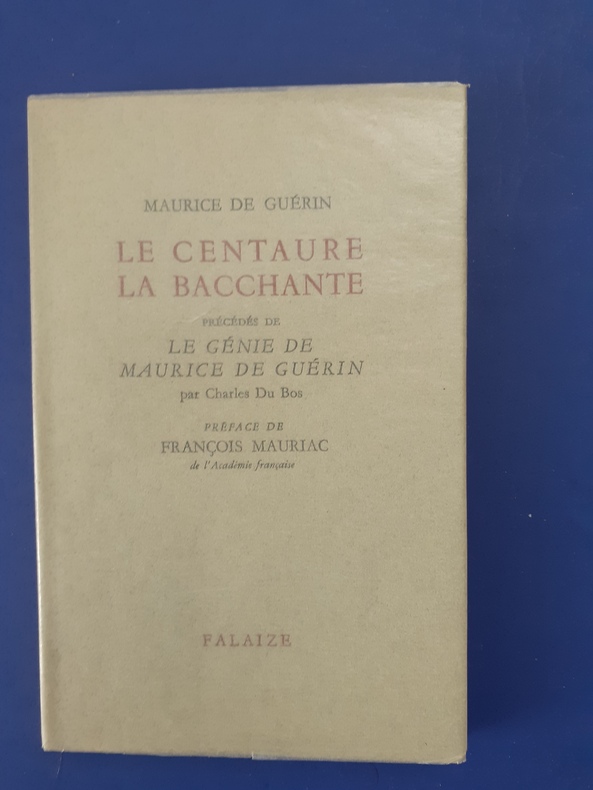 MAURICE DE GUÉRIN
LE CENTAURE
LA BACCHANTE
PRÉCÉDÉS DE
LE GÉNIE DE
MAURICE DE GUÉRIN
par Charles Du Bos
PRÉFACE DE
FRANÇOIS MAURIAC
de l'Académie française
FALAIZE